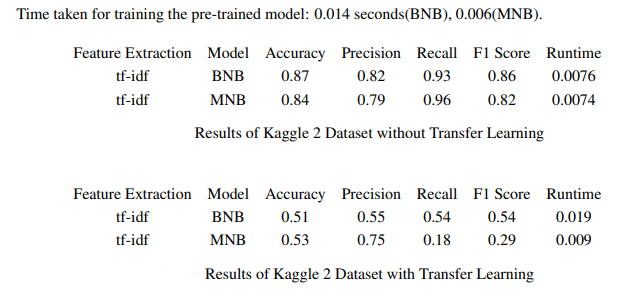 Time taken for training the pre-trained model: 0.014 seconds(BNB), 0.006(MNB).
Feature Extraction Model Accuracy Precision Recall F1 Score Runtime
tf-idf BNB 0.87 0.82 0.93 0.86 0.0076
tf-idf MNB 0.84 0.79 0.96 0.82 0.0074
Results of Kaggle 2 Dataset without Transfer Learning
Feature Extraction Model Accuracy Precision Recall F1 Score Runtime
tf-idf BNB 0.51 0.55 0.54 0.54 0.019
tf-idf MNB 0.53 0.75 0.18 0.29 0.009
Results of Kaggle 2 Dataset with Transfer Learning